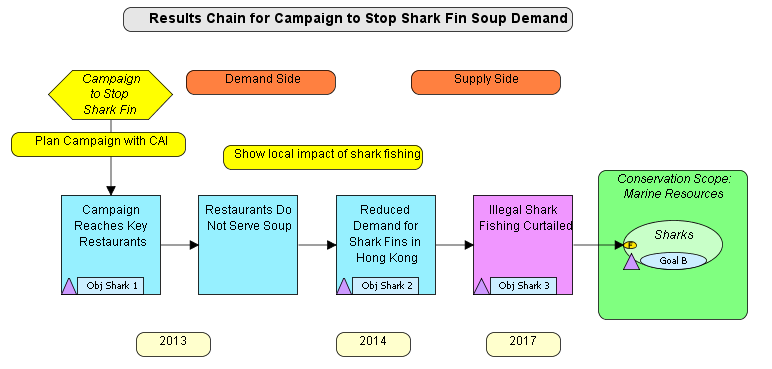 Results Chain for Campaign to Stop Shark Fin Soup Demand
Campaign
to Stop
Shark Fin
Demand Side
Supply Side
Plan Campaign with CAI
Show local impact of shark fishing
Conservation Scope:
Marine Resources
Campaign
Reaches Key
Restaurants
Obj Shark 1
Restaurants Do
Not Serve Soup
Reduced
Demand for
Shark Fins in
Hong Kong
Obj Shark 2
Illegal Shark
Fishing Curtailed
Obj Shark 3
Sharks
F
Goal B
2013
2014
2017